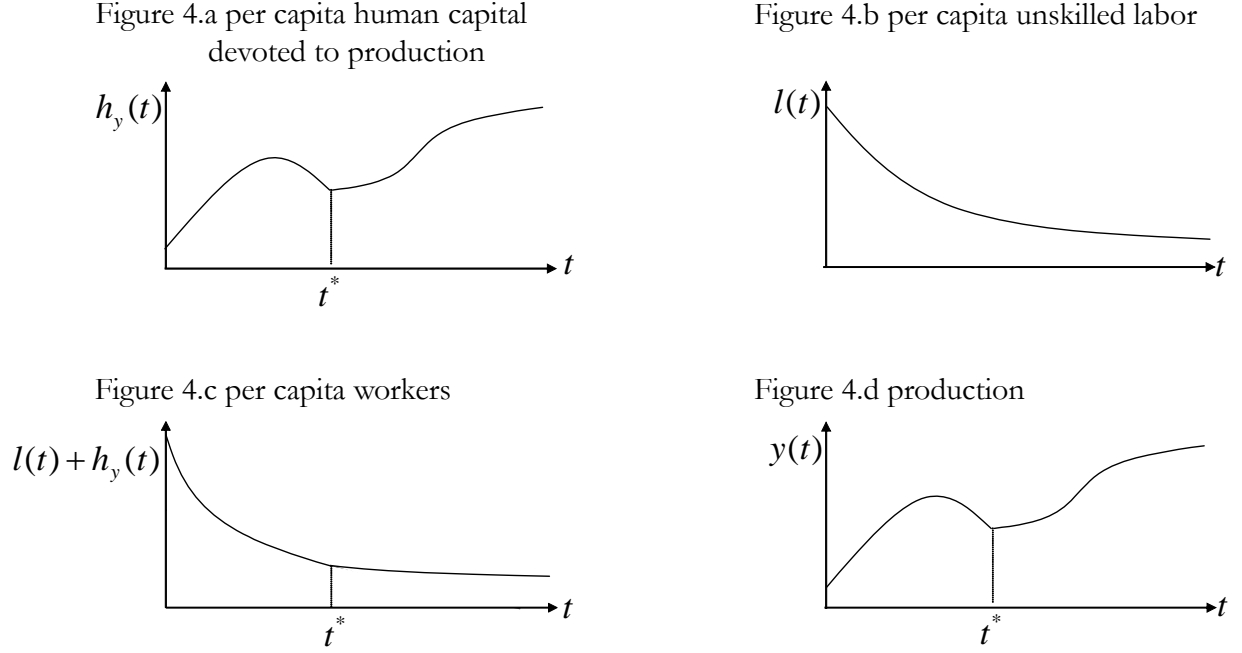 Figure 4.a per capita human capital
devoted to production
Figure 4.b per capita unskilled labor
h_y(t)
t
t*
l(t)
t
Figure 4.c per capita workers
Figure 4.d production
l(t) + h_y(t)
t
t*
y(t)
t
t*